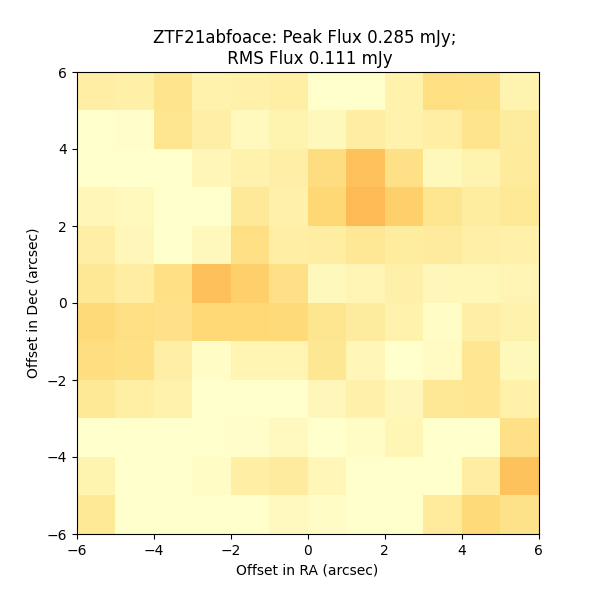 ZTF21abfoace: Peak Flux 0.285 mJy;
RMS Flux 0.111 mJy
6
4
2
0
−2
−4
−6
Offset in Dec (arcsec)
−6 −4 −2 0 2 4 6
Offset in RA (arcsec)